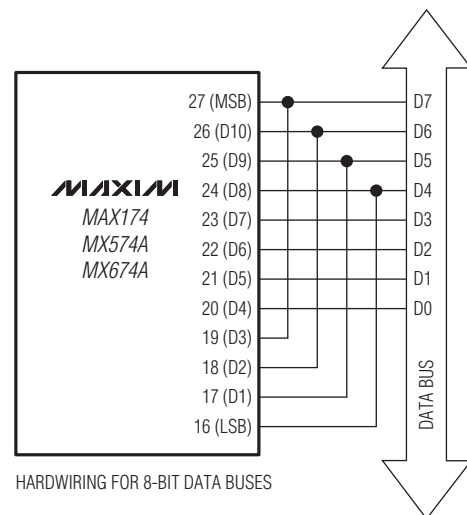 27 (MSB) D7
26 (D10) D6
25 (D9) D5
MAXIM 24 (D8) D4
MAX174 23 (D7) D3
MX574A 22 (D6) D2
MX674A 21 (D5) D1
20 (D4) D0
19 (D3)
18 (D2)
17 (D1)
16 (LSB)
DATA BUS
HARDWIRING FOR 8-BIT DATA BUSES